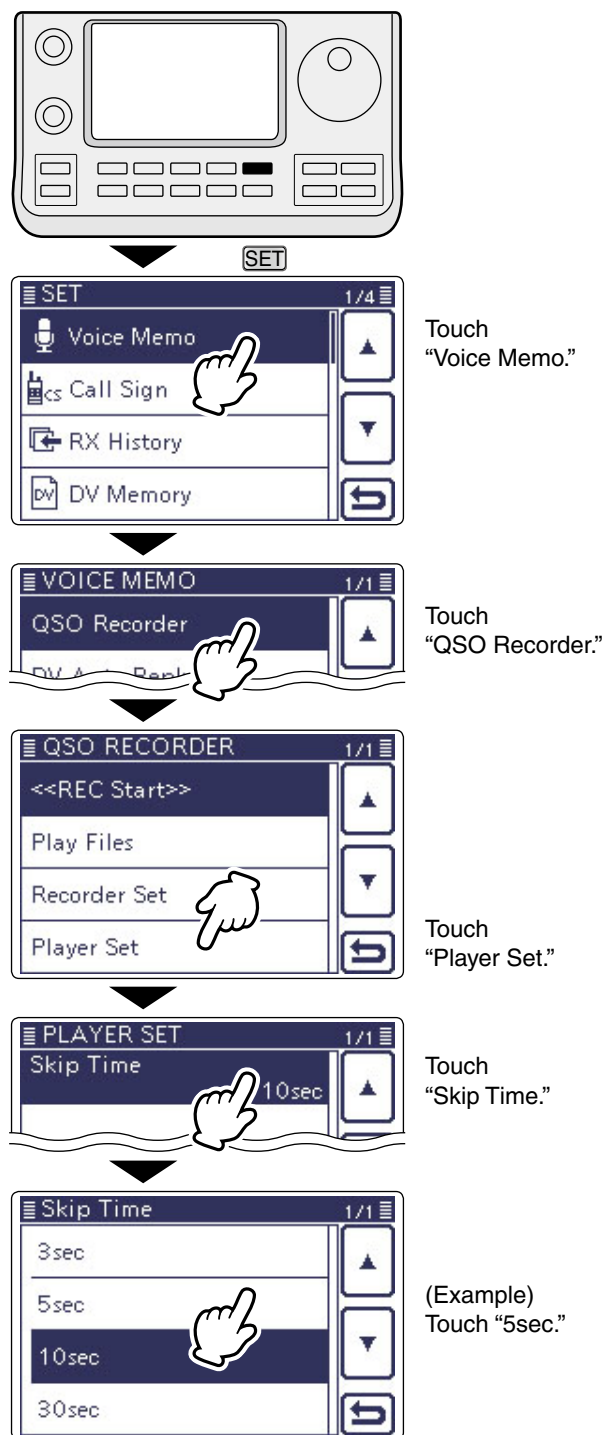 SET
SET 1/4
Voice Memo
CS Call Sign
RX History
DV DV Memory
Touch
“Voice Memo.”
VOICE MEMO 1/1
QSO Recorder
Touch
“QSO Recorder.”
QSO RECORDER 1/1
<<REC Start>>
Play Files
Recorder Set
Player Set
Touch
“Player Set.”
PLAYER SET 1/1
Skip Time
10sec
Touch
“Skip Time.”
Skip Time 1/1
3sec
5sec
10sec
30sec
(Example)
Touch “5sec.”